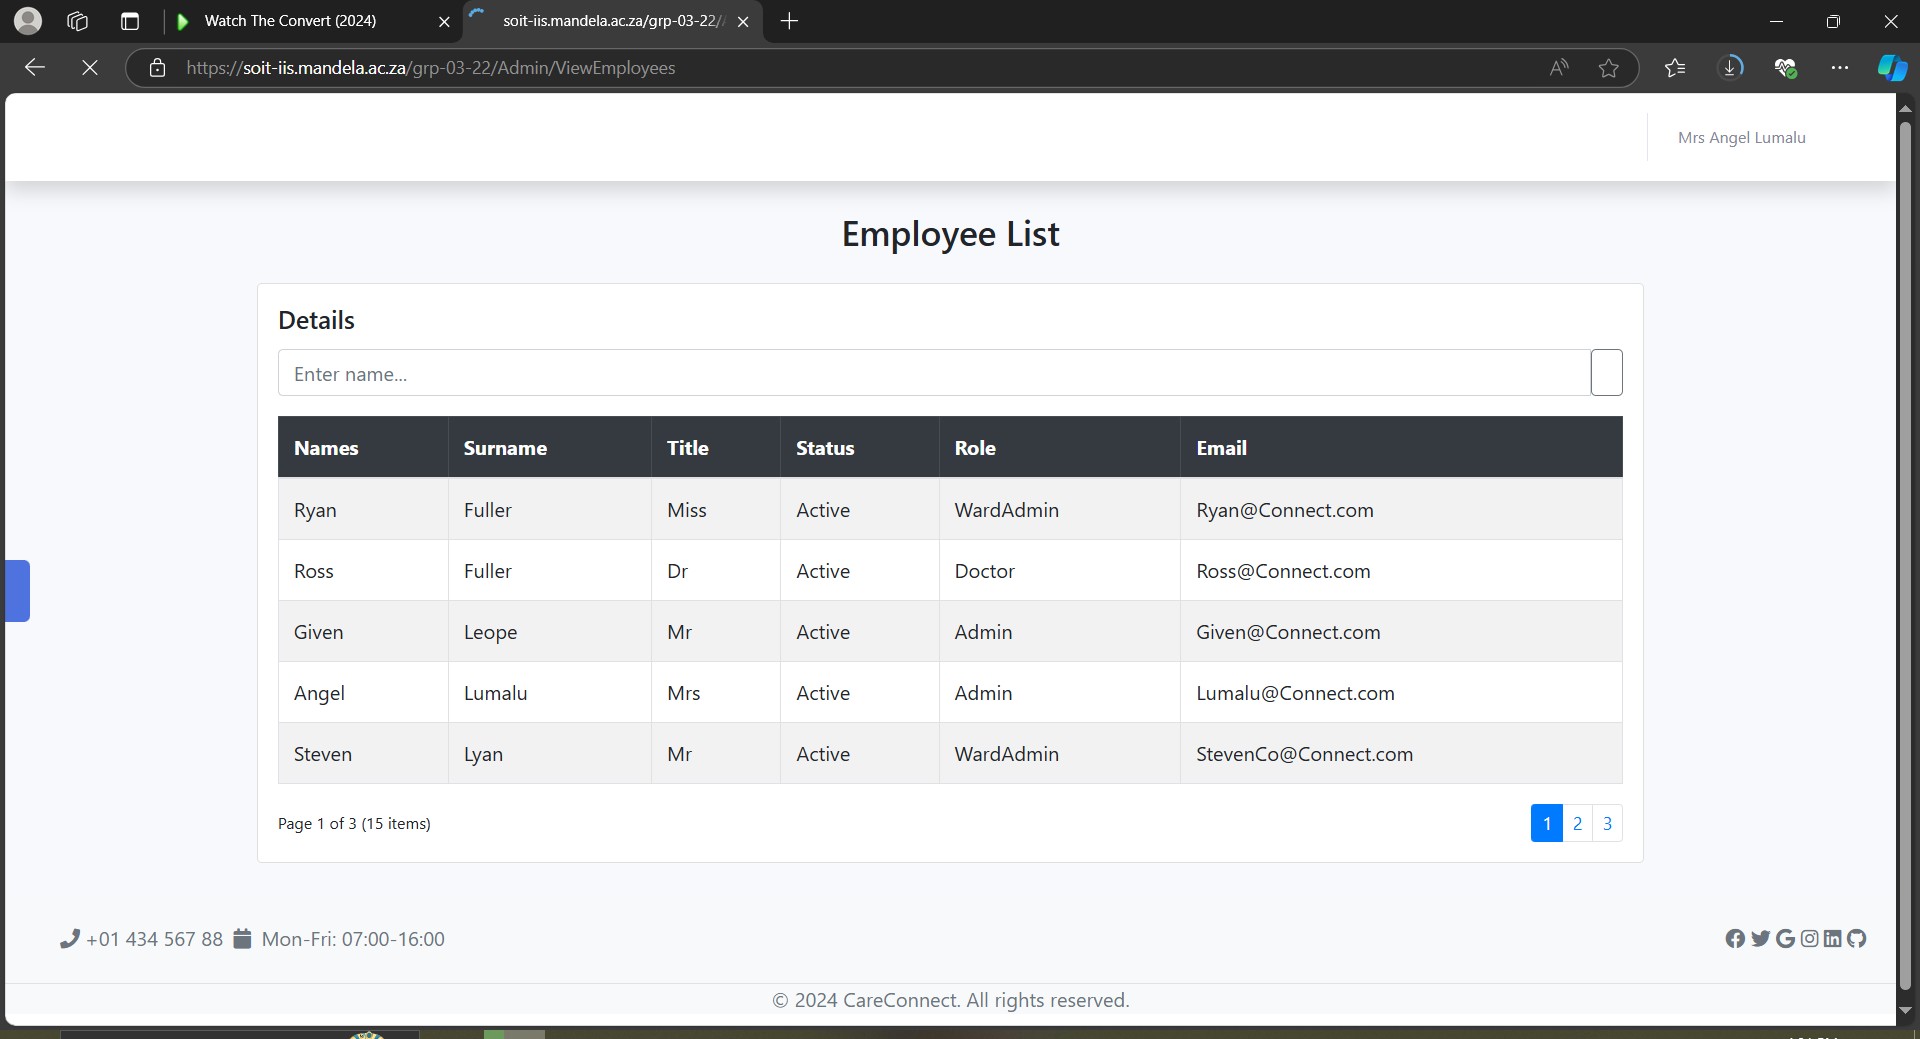 Watch The Convert (2024)
soit-iis.mandela.ac.za/grp-03-22/
https://soit-iis.mandela.ac.za/grp-03-22/Admin/ViewEmployees
Mrs Angel Lumalu
Employee List
Details
Enter name...
Names Surname Title Status Role Email
Ryan Fuller Miss Active WardAdmin Ryan@Connect.com
Ross Fuller Dr Active Doctor Ross@Connect.com
Given Leope Mr Active Admin Given@Connect.com
Angel Lumalu Mrs Active Admin Lumalu@Connect.com
Steven Lyan Mr Active WardAdmin StevenCo@Connect.com
Page 1 of 3 (15 items) 1 2 3
+01 434 567 88 Mon-Fri: 07:00-16:00
© 2024 CareConnect. All rights reserved.